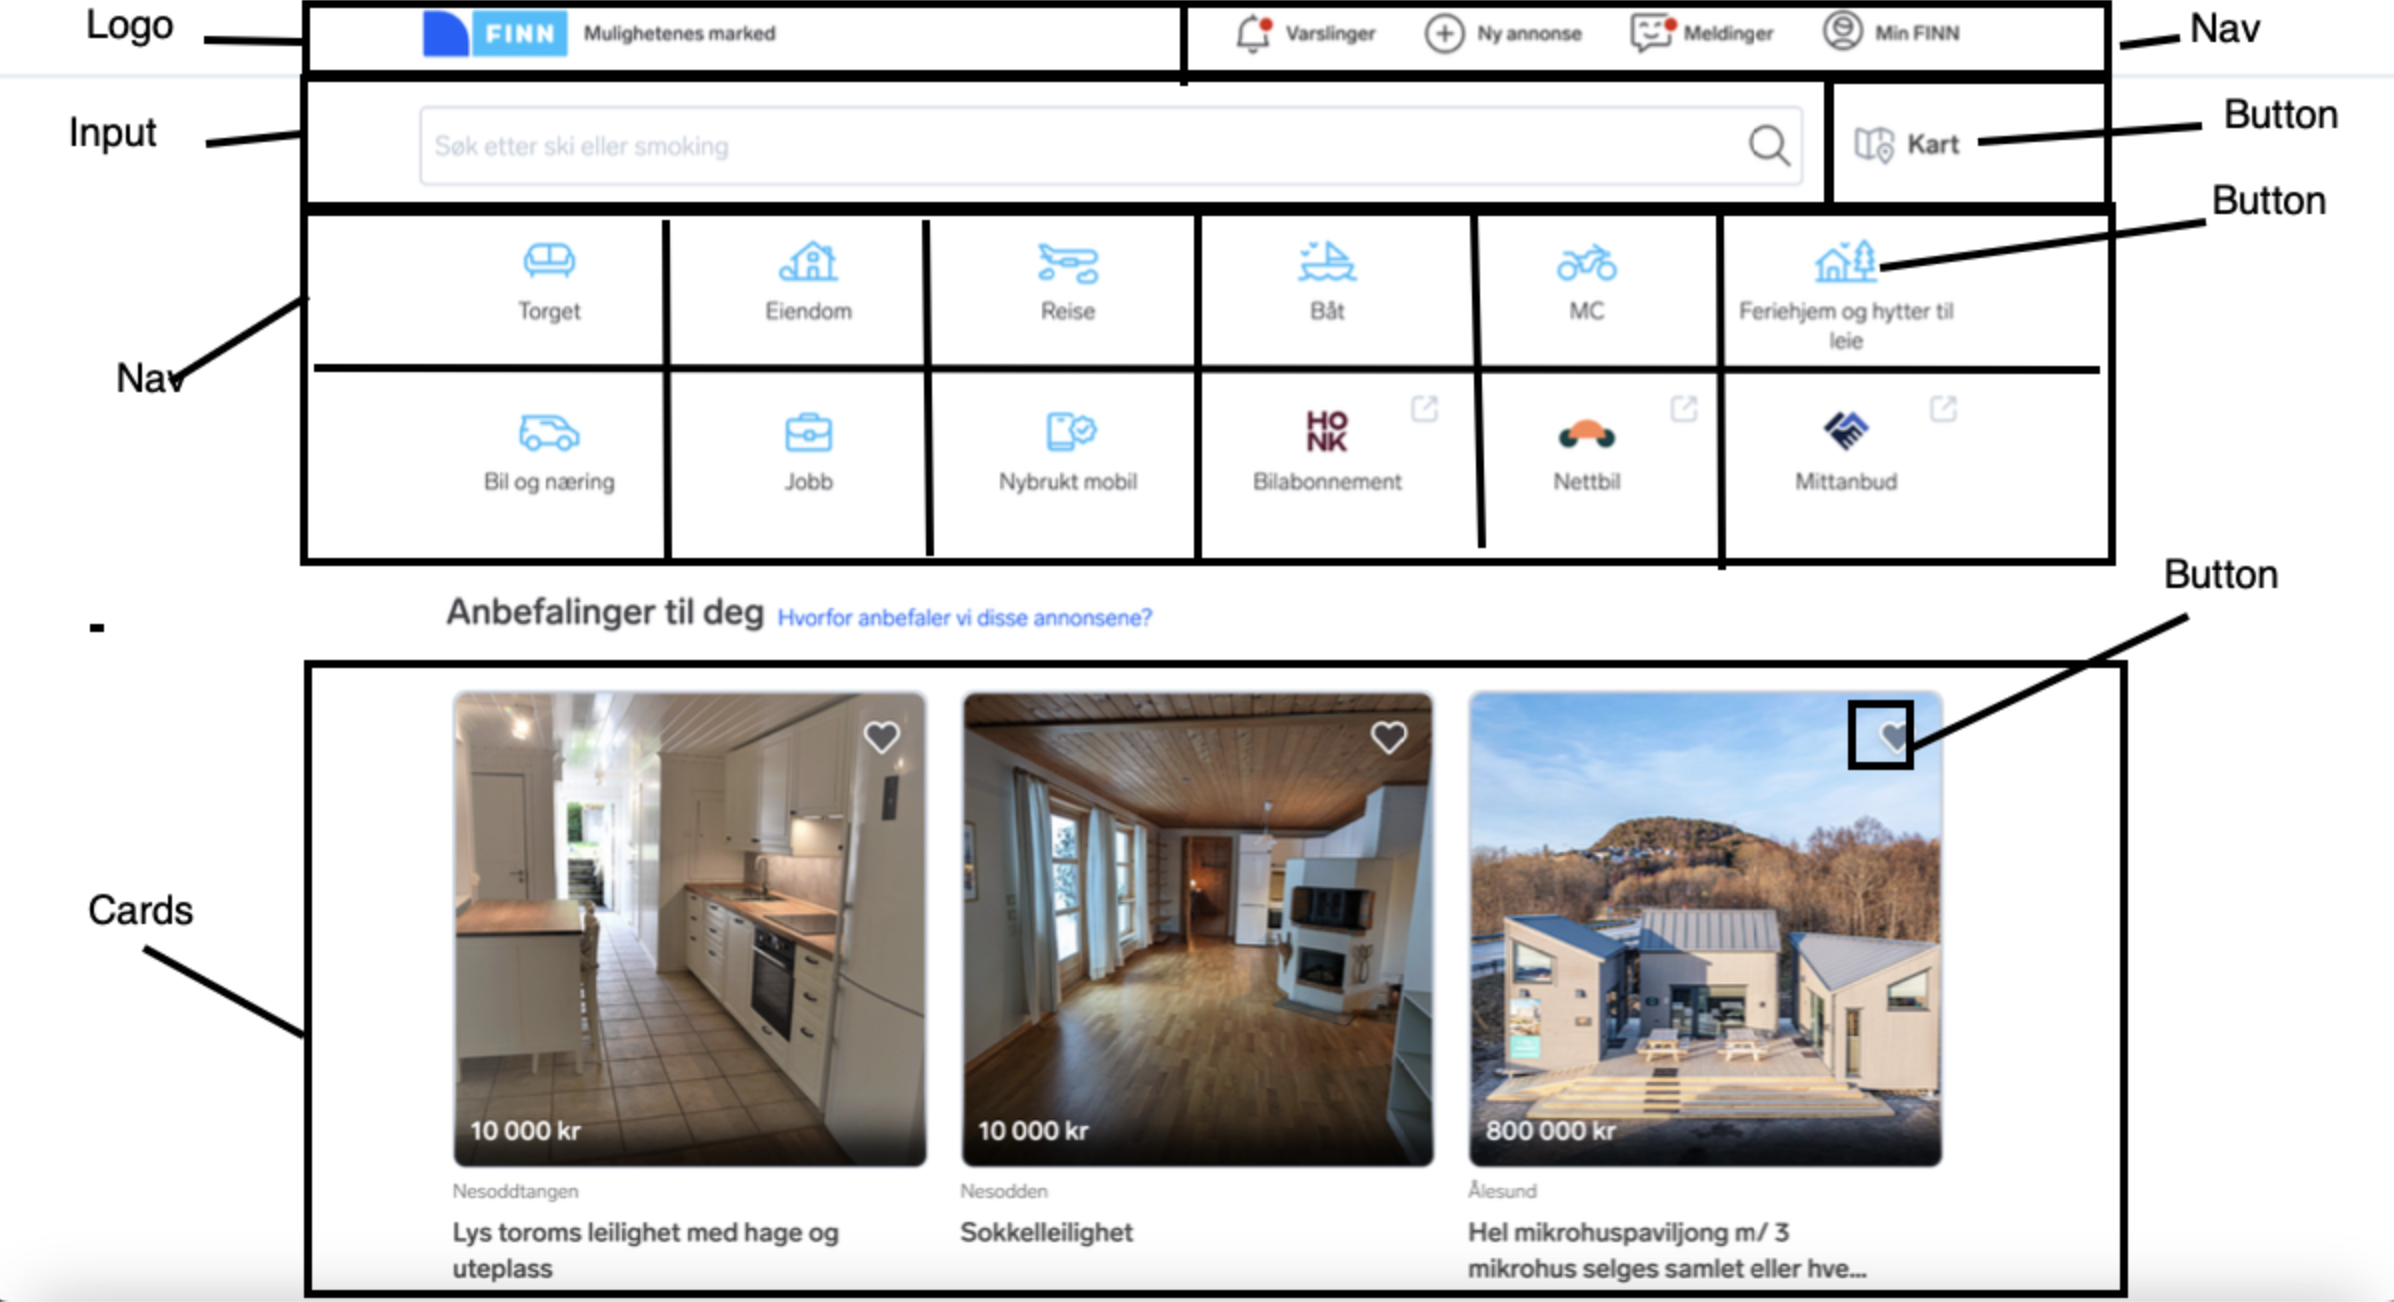 Logo
FINN Mulighetenes marked
Varslinger Ny annonse Meldinger Min FINN
Nav
Input
Søk etter ski eller smoking
Kart
Button
Button
Torget Eiendom Reise Båt MC Feriehjem og hytter til
leie
Nav
HO
NK
Bil og næring Jobb Nybrukt mobil Bilabonnement Nettbil Mittanbud
Button
Anbefalinger til deg Hvorfor anbefaler vi disse annonsene?
-
Cards
10 000 kr 10 000 kr 800 000 kr
Nesoddtangen Nesodden Ålesund
Lys toroms leilighet med hage og
uteplass
Sokkelleilighet
Hel mikrohuspaviljong m/ 3
mikrohus selges samlet eller hve...